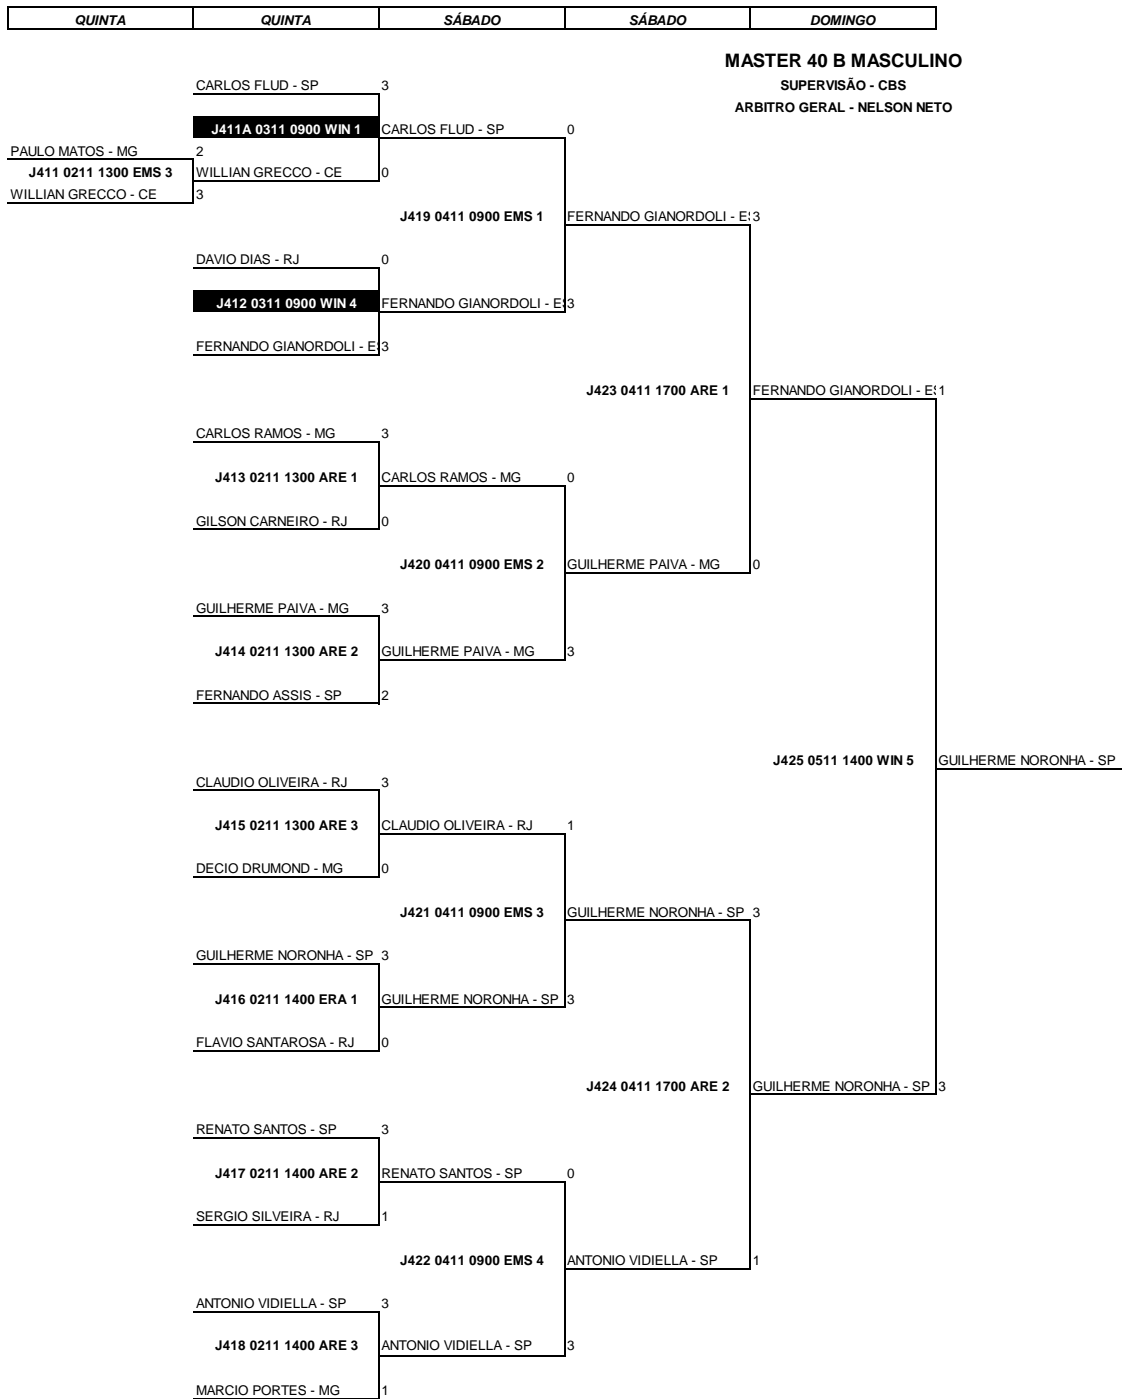 QUINTA QUINTA SÁBADO SÁBADO DOMINGO
MASTER 40 B MASCULINO
CARLOS FLUD - SP 3 SUPERVISÃO - CBS
ARBITRO GERAL - NELSON NETO
J411A 0311 0900 WIN 1 CARLOS FLUD - SP 0
PAULO MATOS - MG 2
J411 0211 1300 EMS 3 WILLIAN GRECCO - CE 0
WILLIAN GRECCO - CE 3
J419 0411 0900 EMS 1 FERNANDO GIANORDOLI - E 3
DAVIO DIAS - RJ 0
J412 0311 0900 WIN 4 FERNANDO GIANORDOLI - E 3
FERNANDO GIANORDOLI - E 3
J423 0411 1700 ARE 1 FERNANDO GIANORDOLI - E 1
CARLOS RAMOS - MG 3
J413 0211 1300 ARE 1 CARLOS RAMOS - MG 0
GILSON CARNEIRO - RJ 0
J420 0411 0900 EMS 2 GUILHERME PAIVA - MG 0
GUILHERME PAIVA - MG 3
J414 0211 1300 ARE 2 GUILHERME PAIVA - MG 3
FERNANDO ASSIS - SP 2
J425 0511 1400 WIN 5 GUILHERME NORONHA - SP
CLAUDIO OLIVEIRA - RJ 3
J415 0211 1300 ARE 3 CLAUDIO OLIVEIRA - RJ 1
DECIO DRUMOND - MG 0
J421 0411 0900 EMS 3 GUILHERME NORONHA - SP 3
GUILHERME NORONHA - SP 3
J416 0211 1400 ERA 1 GUILHERME NORONHA - SP 3
FLAVIO SANTAROSA - RJ 0
J424 0411 1700 ARE 2 GUILHERME NORONHA - SP 3
RENATO SANTOS - SP 3
J417 0211 1400 ARE 2 RENATO SANTOS - SP 0
SERGIO SILVEIRA - RJ 1
J422 0411 0900 EMS 4 ANTONIO VIDIELLA - SP 1
ANTONIO VIDIELLA - SP 3
J418 0211 1400 ARE 3 ANTONIO VIDIELLA - SP 3
MARCIO PORTES - MG 1